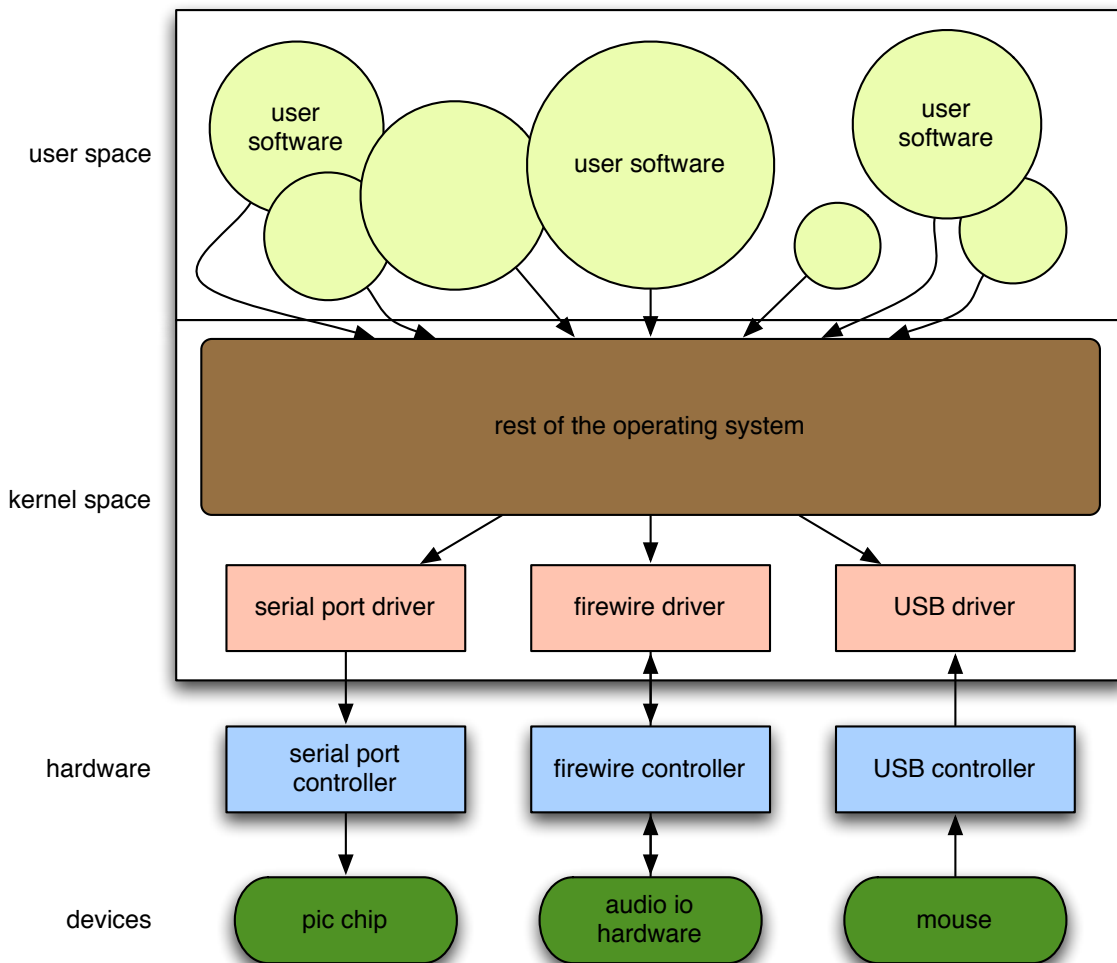 user
software
user
software
user space
user software
rest of the operating system
kernel space
serial port driver
firewire driver
USB driver
hardware
serial port
controller
firewire controller
USB controller
devices
pic chip
audio io
hardware
mouse